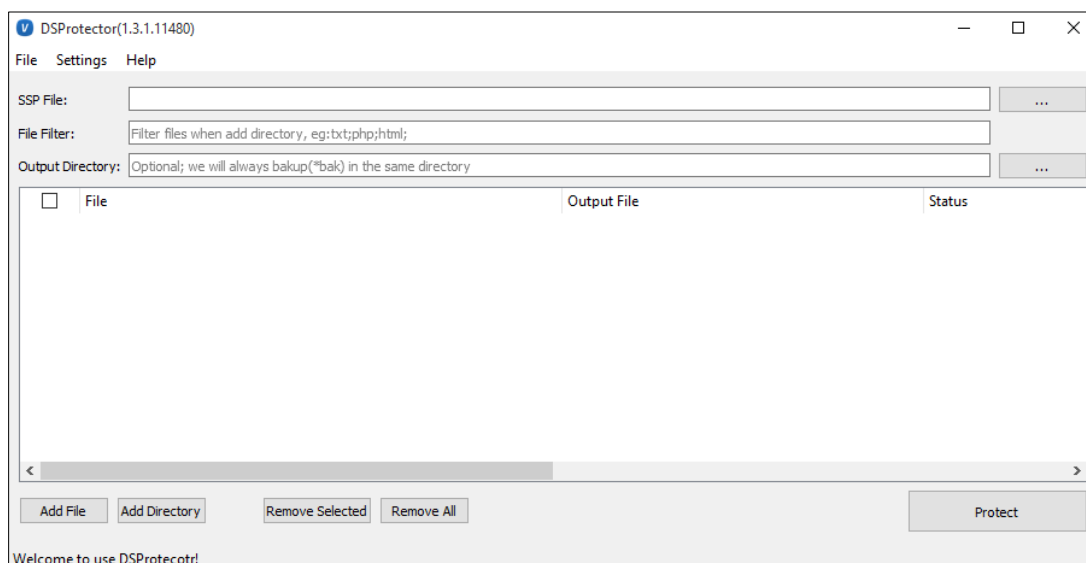 DSProtector(1.3.1.11480)
File Settings Help
SSP File: ...
File Filter: Filter files when add directory, eg:txt;php;html;
Output Directory: Optional; we will always bakup(*bak) in the same directory ...
File Output File Status
Add File Add Directory Remove Selected Remove All Protect
Welcome to use DSProtecotr!